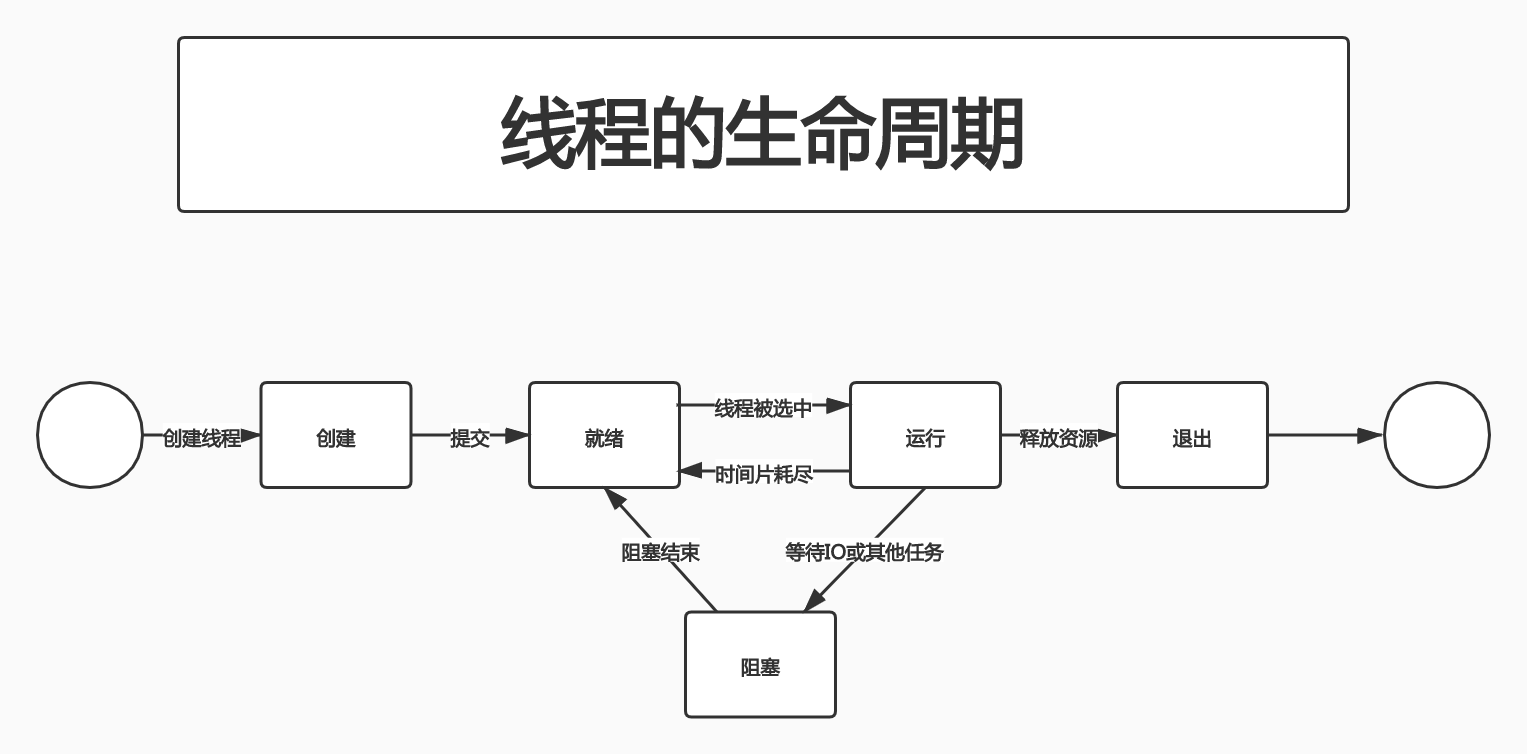 线程的生命周期
创建线程
创建
提交
就绪
线程被选中
时间片耗尽
运行
释放资源
退出
阻塞结束
等待IO或其他任务
阻塞